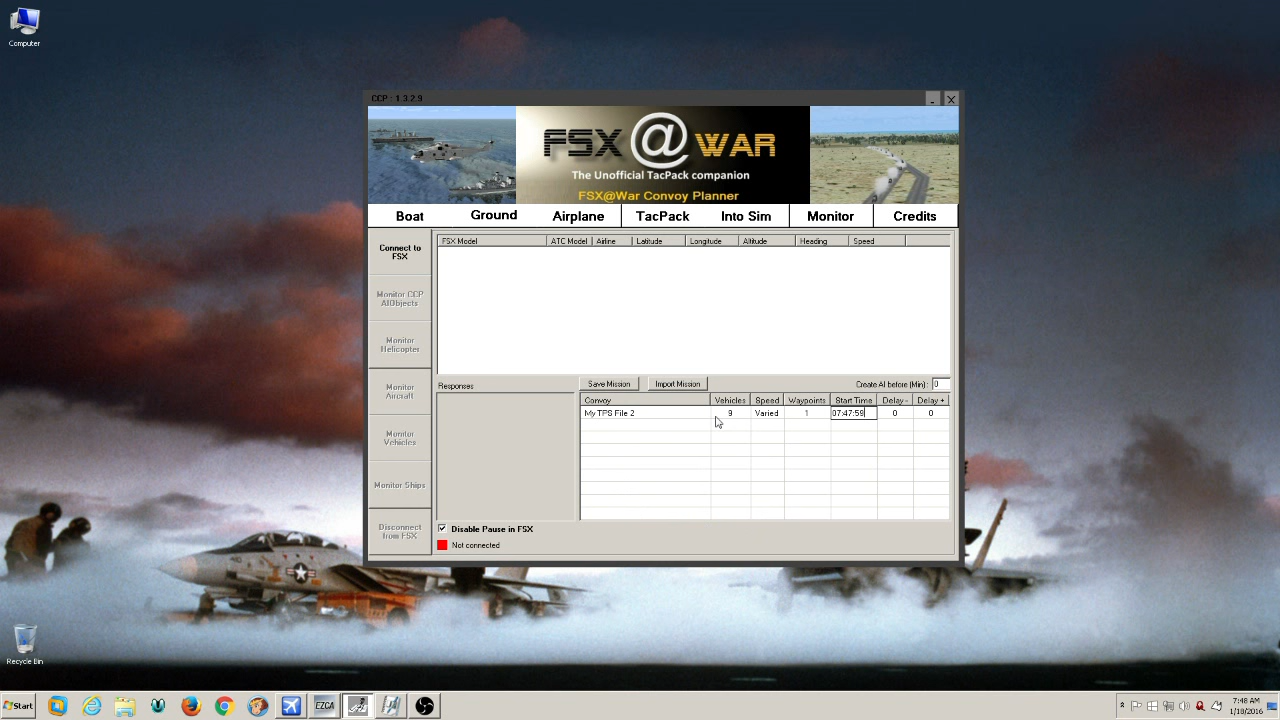 Computer
CCP : 1.3.2.9
FSX @ WAR
The Unofficial TacPack companion
FSX@War Convoy Planner
Boat Ground Airplane TacPack Into Sim Monitor Credits
Connect to
FSX
Monitor CCP
AIObjects
Monitor
Helicopter
Monitor
Aircraft
Monitor
Vehicles
Monitor Ships
Disconnect
from FSX
FSX Model ATC Model Airline Latitude Longitude Altitude Heading Speed
Responses
Save Mission Import Mission Create AI before (Min) : 0
Convoy Vehicles Speed Waypoints Start Time Delay - Delay +
My TPS File 2 9 Varied 1 07:47:59 0 0
Disable Pause in FSX
Not connected
Recycle Bin
Start
EZCA
7:48 AM
1/18/2016